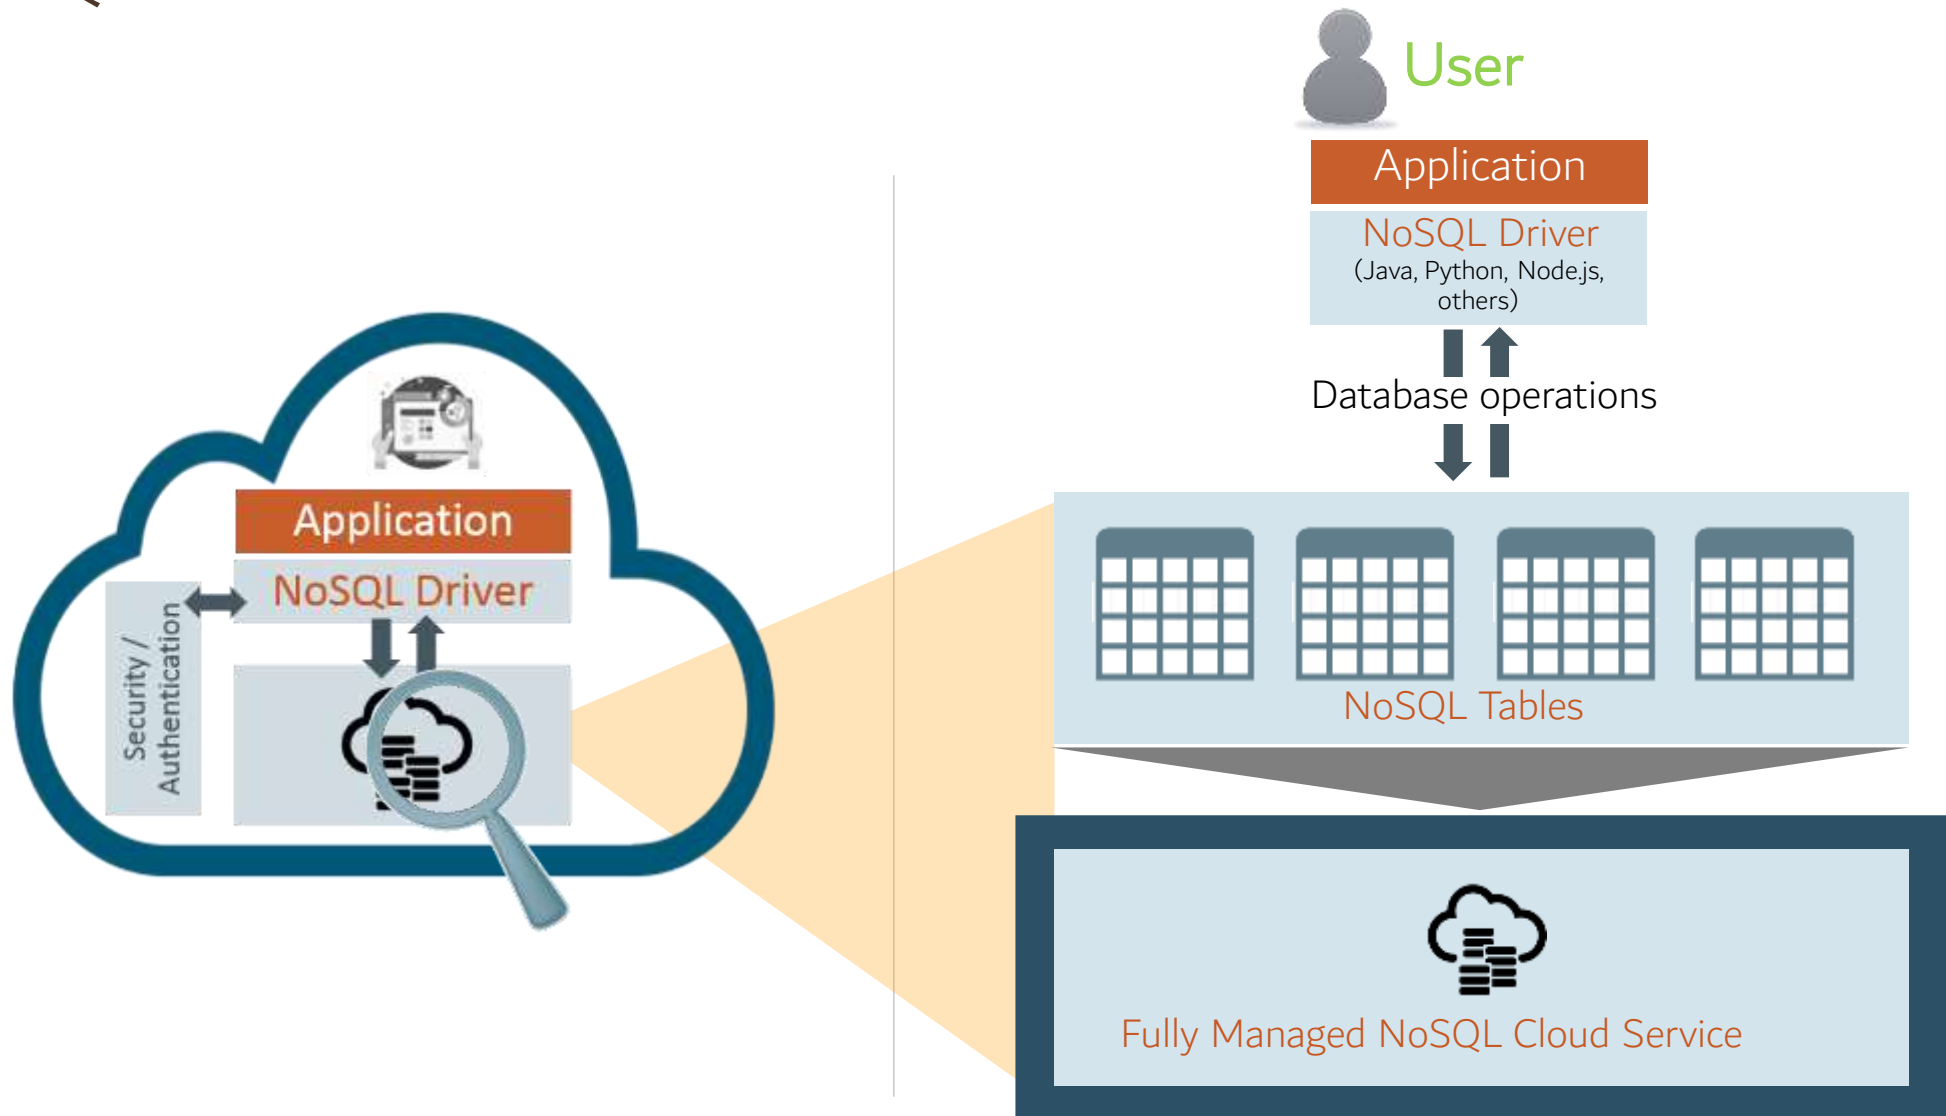 Application
NoSQL Driver
Security /
Authentication
User
Application
NoSQL Driver
(Java, Python, Node.js,
others)
Database operations
NoSQL Tables
Fully Managed NoSQL Cloud Service